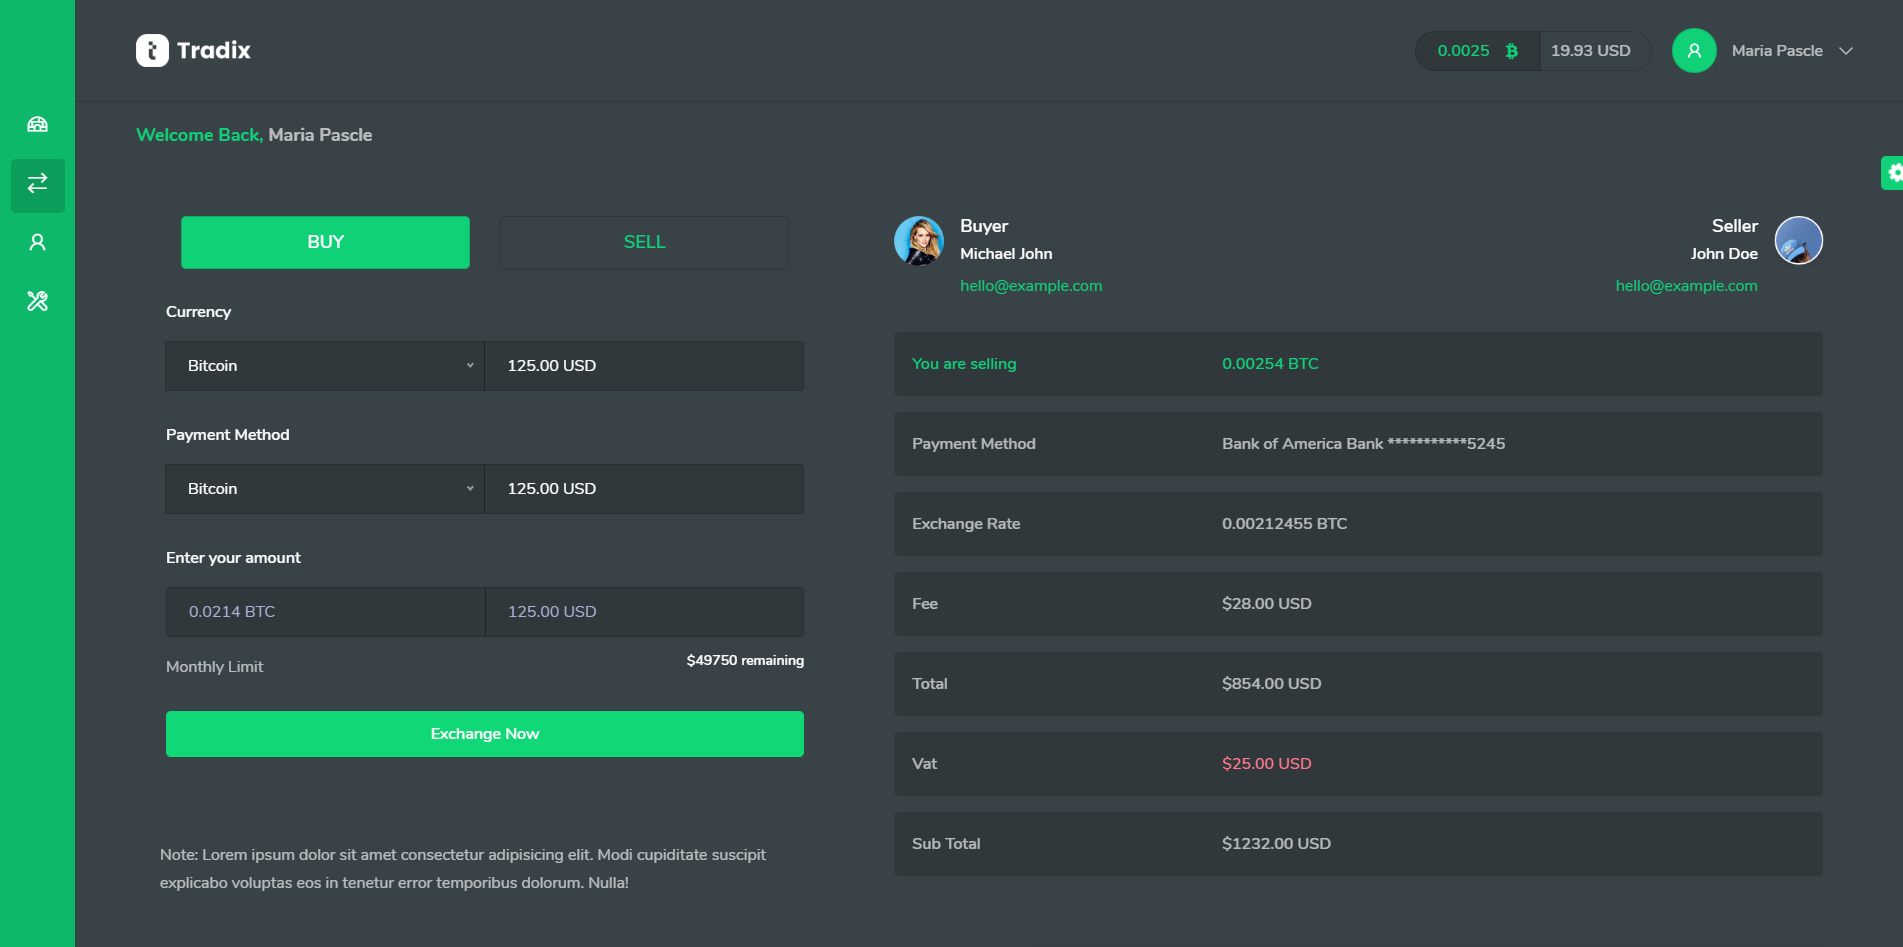 Tradix
0.0025 19.93 USD
Maria Pascle
Welcome Back, Maria Pascle
BUY
SELL
Currency
Bitcoin
125.00 USD
Payment Method
Bitcoin
125.00 USD
Enter your amount
0.0214 BTC
125.00 USD
Monthly Limit
$49750 remaining
Exchange Now
Note: Lorem ipsum dolor sit amet consectetur adipisicing elit. Modi cupiditate suscipit
explicabo voluptas eos in tenetur error temporibus dolorum. Nulla!
Buyer
Michael John
hello@example.com
Seller
John Doe
hello@example.com
You are selling 0.00254 BTC
Payment Method Bank of America Bank ***********5245
Exchange Rate 0.00212455 BTC
Fee $28.00 USD
Total $854.00 USD
Vat $25.00 USD
Sub Total $1232.00 USD